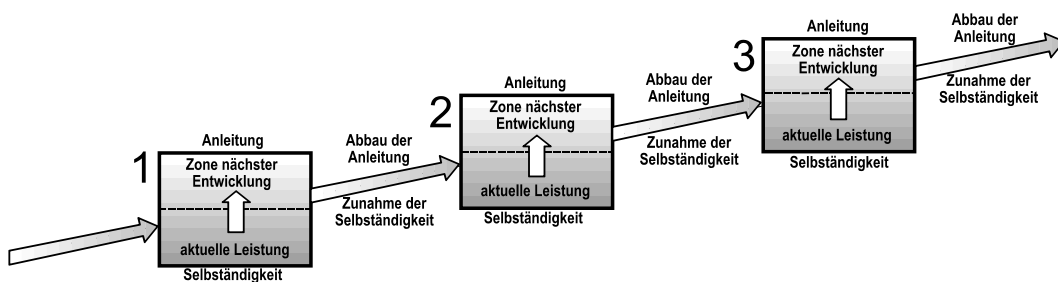 1
Anleitung
Zone nächster
Entwicklung
aktuelle Leistung
Selbständigkeit
Abbau der
Anleitung
Zunahme der
Selbständigkeit
2
Anleitung
Zone nächster
Entwicklung
aktuelle Leistung
Selbständigkeit
Abbau der
Anleitung
Zunahme der
Selbständigkeit
3
Anleitung
Zone nächster
Entwicklung
aktuelle Leistung
Selbständigkeit
Abbau der
Anleitung
Zunahme der
Selbständigkeit